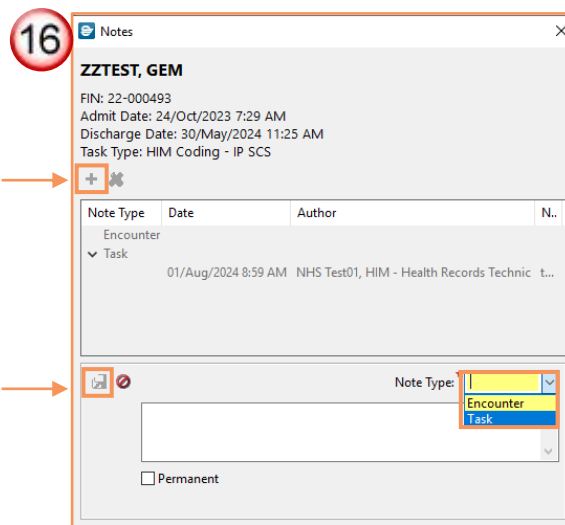 16
Notes
ZZTEST, GEM
FIN: 22-000493
Admit Date: 24/Oct/2023 7:29 AM
Discharge Date: 30/May/2024 11:25 AM
Task Type: HIM Coding - IP SCS
Note Type Date Author N..
Encounter
Task
01/Aug/2024 8:59 AM NHS Test01, HIM - Health Records Technic t...
Note Type: *
Encounter
Task
Permanent